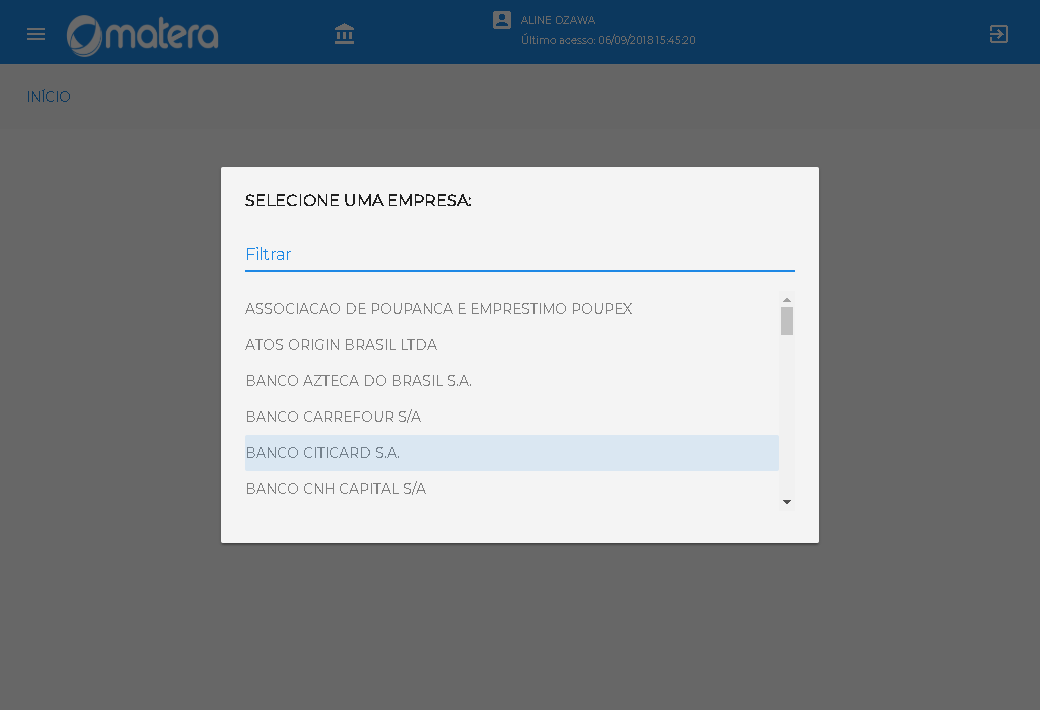 matera
ALINE OZAWA
Último acesso: 06/09/2018 15:45:20
INÍCIO
SELECIONE UMA EMPRESA:
Filtrar
ASSOCIACAO DE POUPANCA E EMPRESTIMO POUPEX
ATOS ORIGIN BRASIL LTDA
BANCO AZTECA DO BRASIL S.A.
BANCO CARREFOUR S/A
BANCO CITICARD S.A.
BANCO CNH CAPITAL S/A